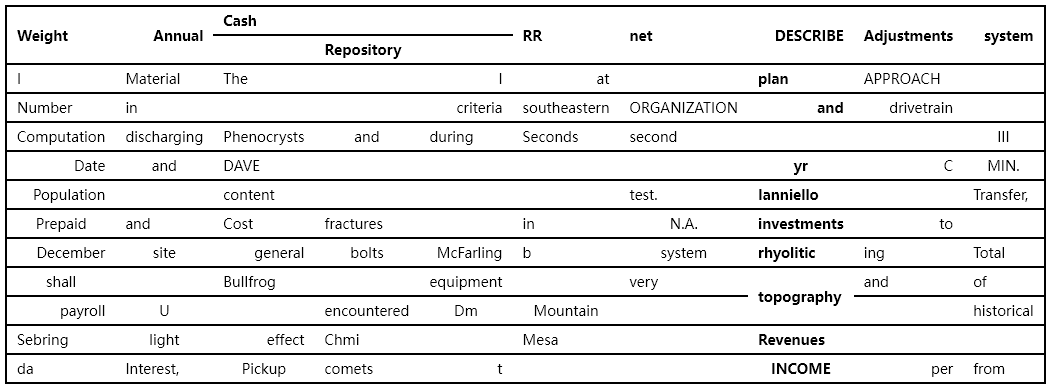 Weight Annual Cash RR net DESCRIBE Adjustments system
Repository
I Material The I at plan APPROACH
Number in criteria southeastern ORGANIZATION and drivetrain
Computation discharging Phenocrysts and during Seconds second III
Date and DAVE yr C MIN.
Population content test. Ianniello Transfer,
Prepaid and Cost fractures in N.A. investments to
December site general bolts McFarling b system rhyolitic ing Total
shall Bullfrog equipment very topography and of
payroll U encountered Dm Mountain historical
Sebring light effect Chmi Mesa Revenues
da Interest, Pickup comets t INCOME per from